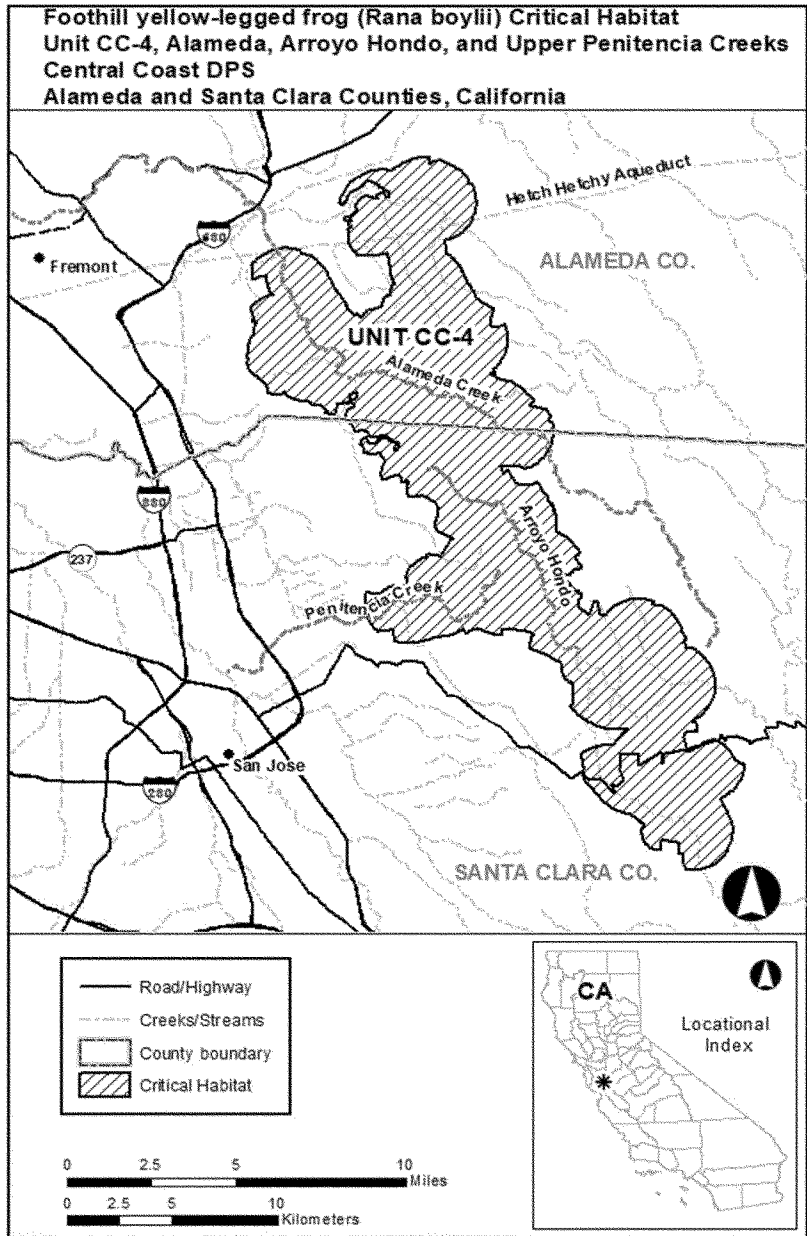 Foothill yellow-legged frog (Rana boylii) Critical Habitat
Unit CC-4, Alameda, Arroyo Hondo, and Upper Penitencia Creeks
Central Coast DPS
Alameda and Santa Clara Counties, California
Hetch Hetchy Aqueduct
680
Fremont
ALAMEDA CO.
UNIT CC-4
Alameda Creek
880
Arroyo Hondo
237
Penitencia Creek
San Jose
280
SANTA CLARA CO.
Road/Highway
Creeks/Streams
County boundary
Critical Habitat
CA
Locational
Index
0 2.5 5 10
Miles
0 2.5 5 10
Kilometers